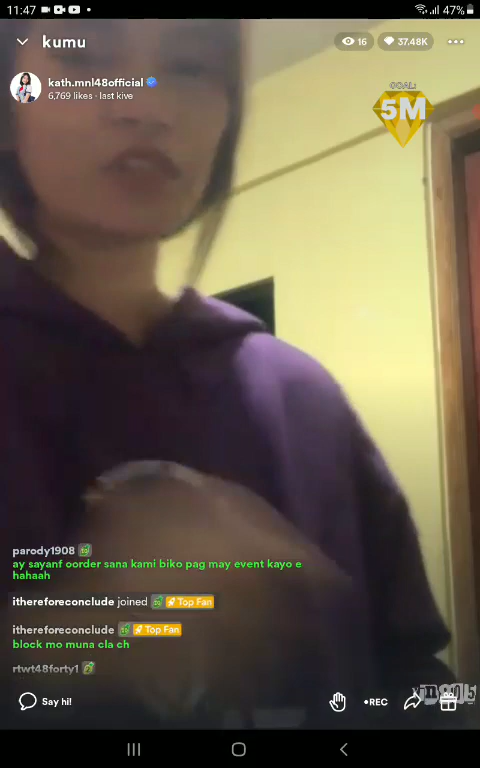 11:47
47%
kumu
16
37.48K
kath.mnl48official
6,769 likes · last kive
GOAL:
5M
parody1908
ay sayanf oorder sana kami biko pag may event kayo e
hahaah
ithereforeconclude joined Top Fan
ithereforeconclude Top Fan
block mo muna cla ch
rtwt48forty1
Say hi!
•REC